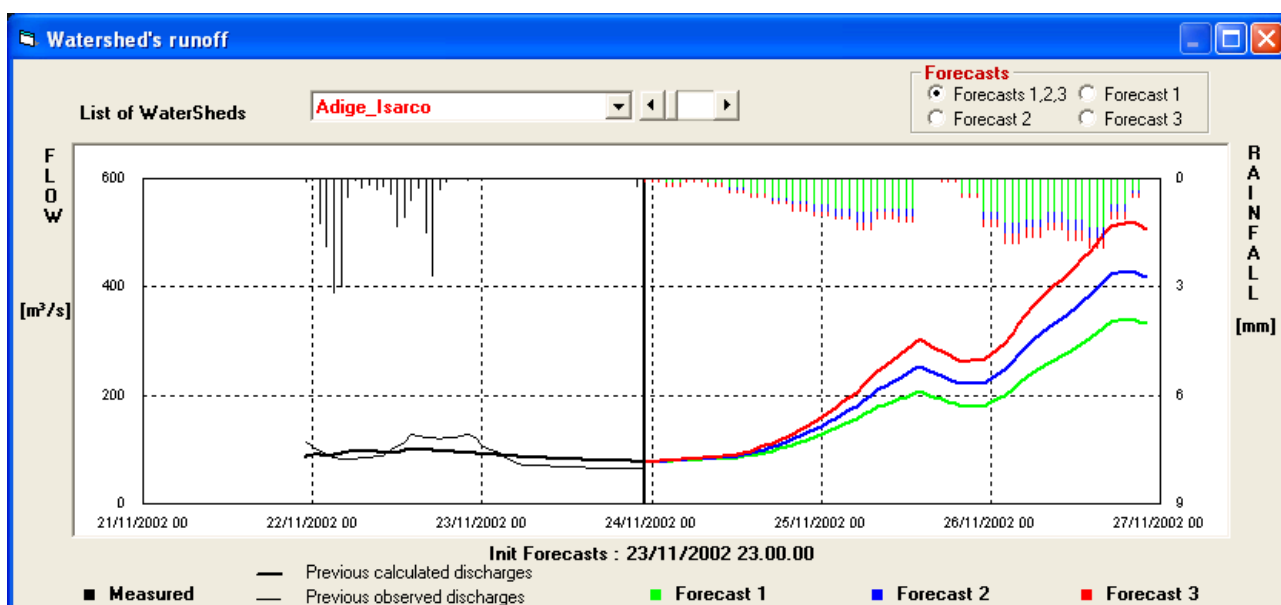 Watershed's runoff
List of WaterSheds
Adige_Isarco
Forecasts
Forecasts 1,2,3
Forecast 1
Forecast 2
Forecast 3
FLOW
[m³/s]
600
400
200
0
RAINFALL
[mm]
0
3
6
9
21/11/2002 00
22/11/2002 00
23/11/2002 00
24/11/2002 00
25/11/2002 00
26/11/2002 00
27/11/2002 00
Init Forecasts : 23/11/2002 23.00.00
Measured
Previous calculated discharges
Previous observed discharges
Forecast 1
Forecast 2
Forecast 3